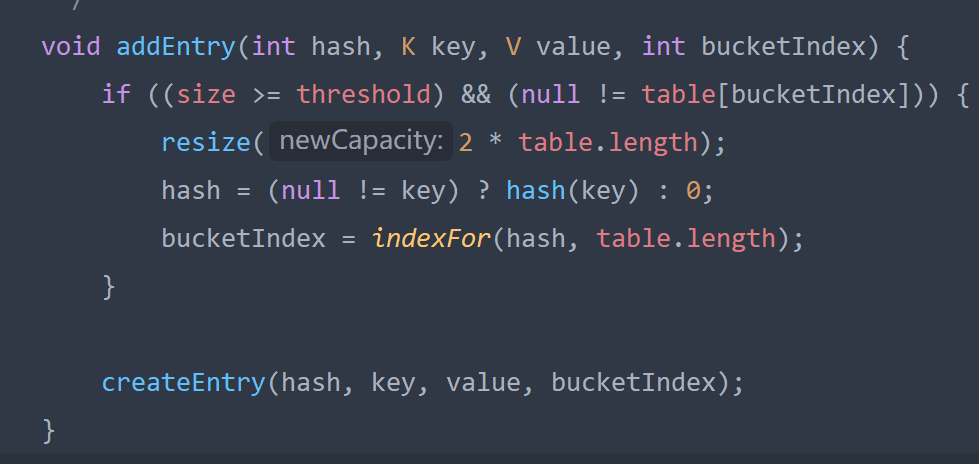 /
void addEntry(int hash, K key, V value, int bucketIndex) {
if ((size >= threshold) && (null != table[bucketIndex])) {
resize( newCapacity: 2 * table.length);
hash = (null != key) ? hash(key) : 0;
bucketIndex = indexFor(hash, table.length);
}
createEntry(hash, key, value, bucketIndex);
}